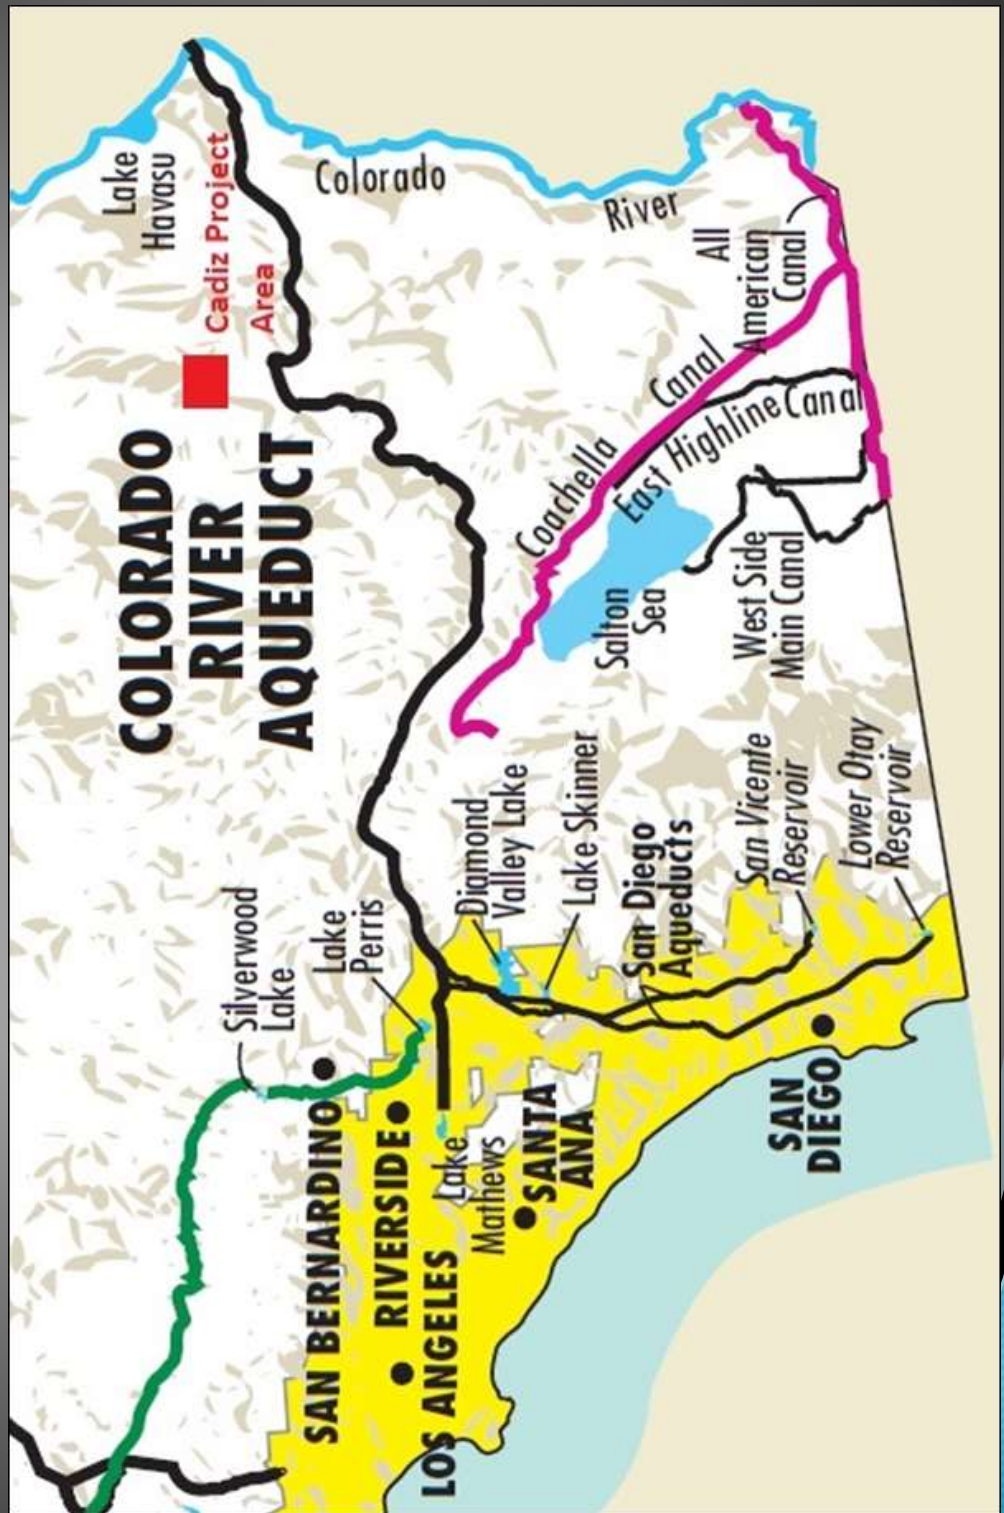 COLORADO
RIVER
AQUEDUCT
Lake
Havasu
Cadiz Project
Area
Colorado
River
All
American
Canal
Coachella Canal
East Highline Canal
Salton
Sea
West Side
Main Canal
Silverwood
Lake
Lake
Perris
Diamond
Valley Lake
Lake Skinner
San Diego
Aqueducts
San Vicente
Reservoir
Lower Otay
Reservoir
SAN BERNARDINO
RIVERSIDE
LOS ANGELES
Lake
Mathews
SANTA
ANA
SAN
DIEGO